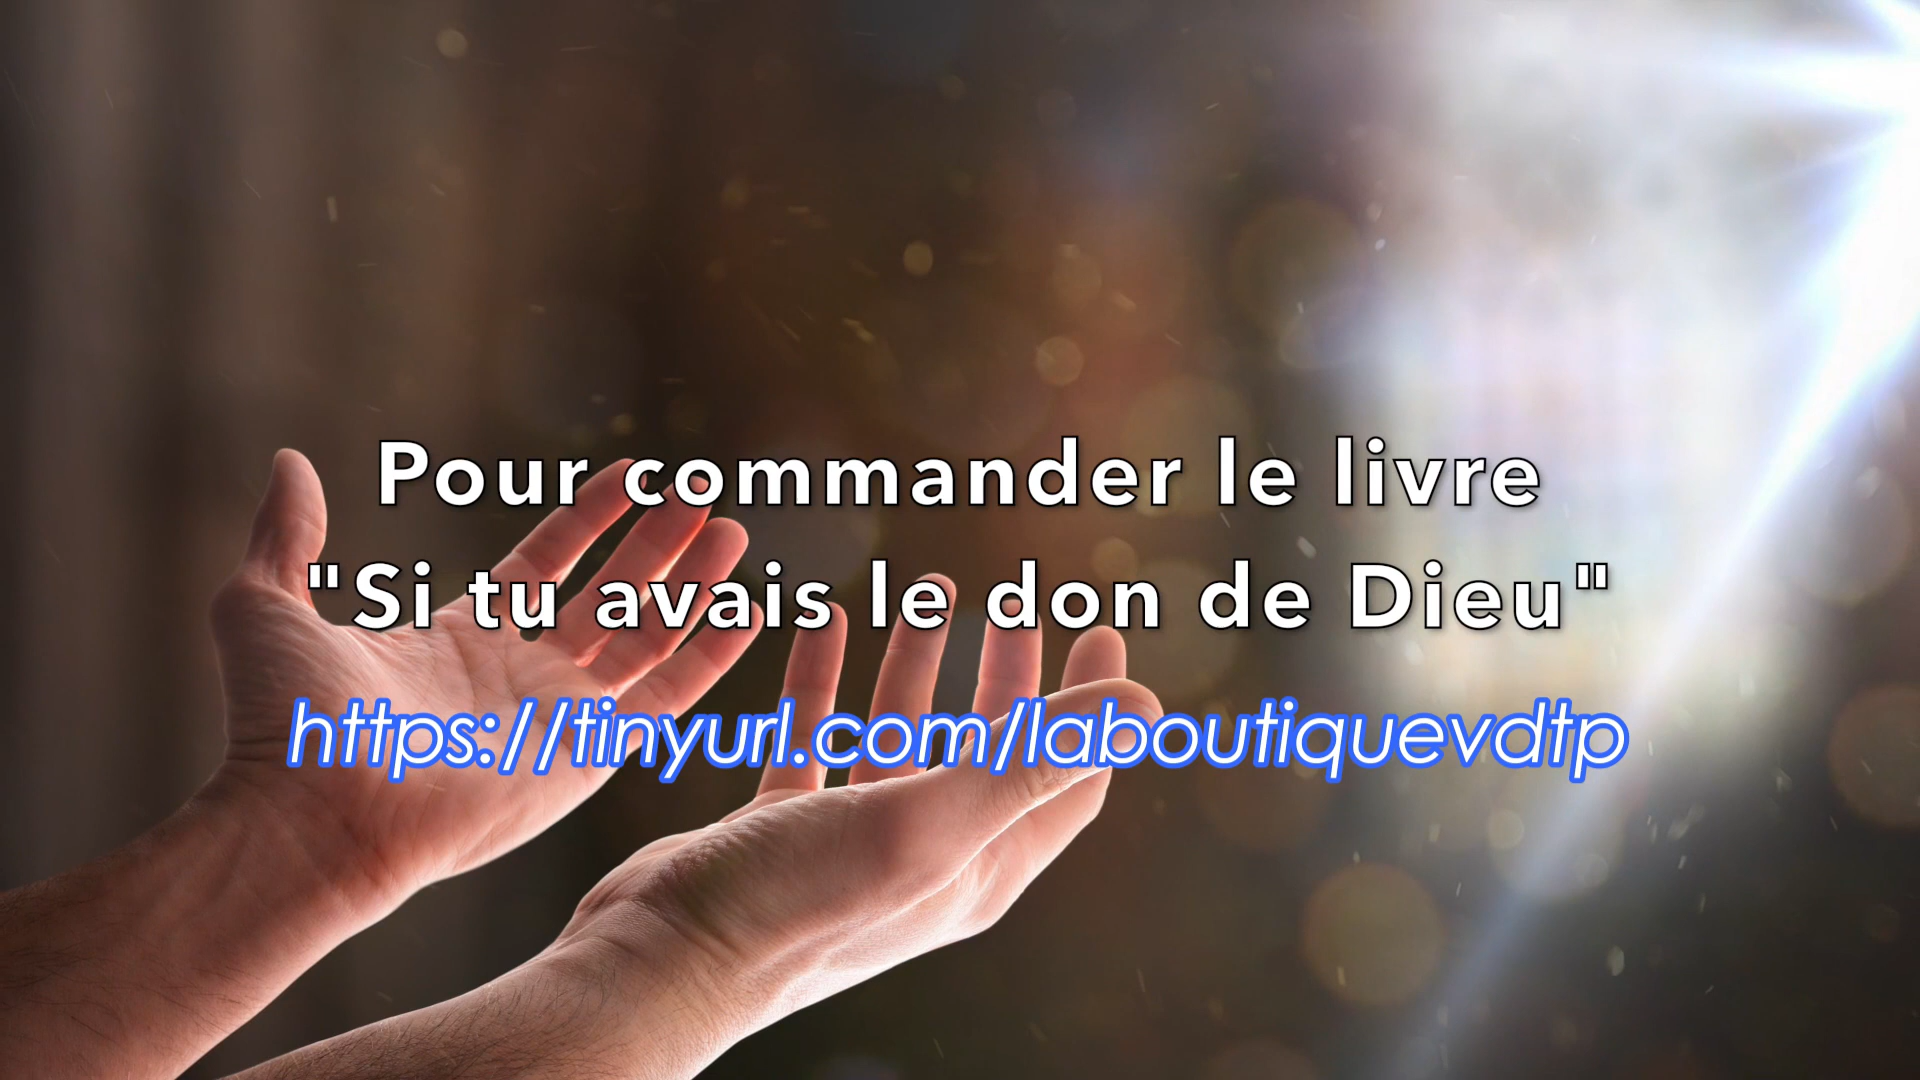 Pour commander le livre
"Si tu avais le don de Dieu"
https://tinyurl.com/laboutiquevdtp